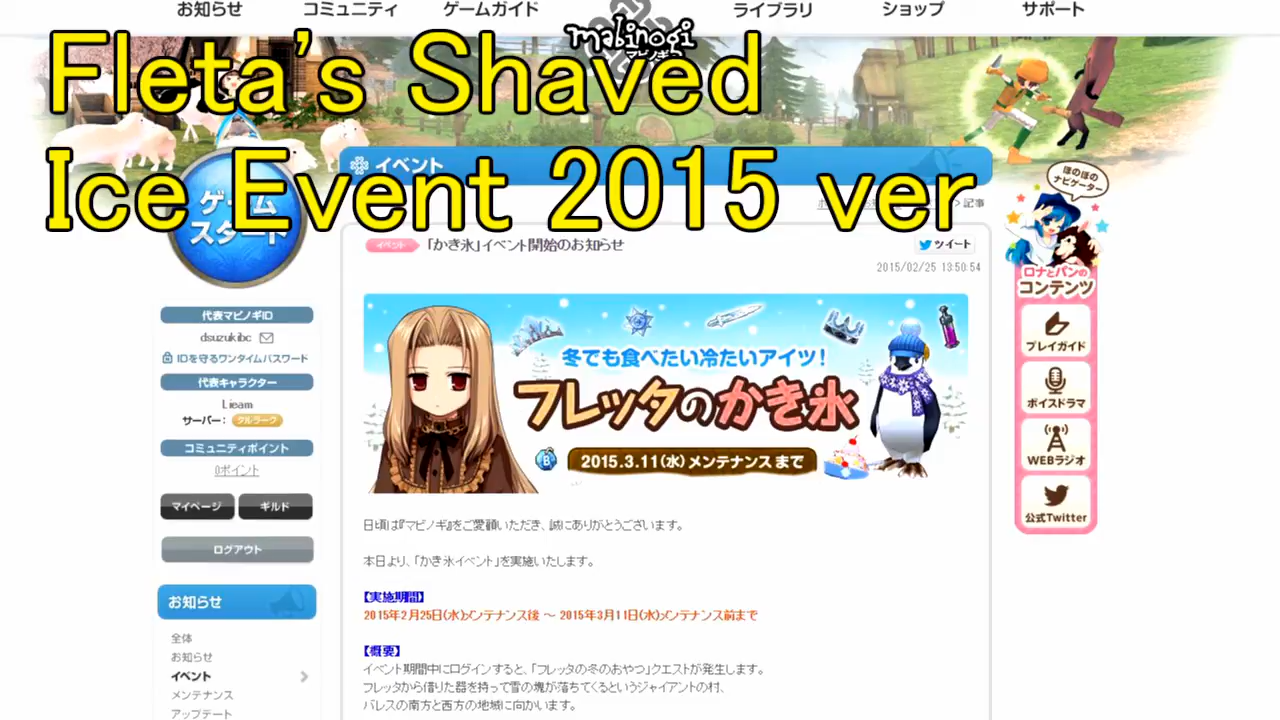 お知らせ コミュニティ ゲームガイド ライブラリ ショップ サポート
mabinogi
Fleta's Shaved
Ice Event 2015 ver
イベント
ゲーム
スタート
> 記事
ほのぼの
ナビゲーター
イベント 「かき氷」イベント開始のお知らせ
ツイート
2015/02/25 13:50:54
ロナとパンの
コンテンツ
プレイガイド
ボイスドラマ
WEBラジオ
公式Twitter
代表マビノギID
dsuzukibc
IDを守るワンタイムパスワード
代表キャラクター
Lieam
サーバー: タルラーク
コミュニティポイント
0ポイント
マイページ ギルド
ログアウト
お知らせ
全体
お知らせ
イベント
メンテナンス
アップデート
冬でも食べたい冷たいアイツ!
フレッタのかき氷
B
2015.3.11(水)メンテナンスまで
日頃は『マビノギ』をご愛顧いただき、誠にありがとうございます。
本日より、「かき氷イベント」を実施いたします。
【実施期間】
2015年2月25日(水)メンテナンス後 ～ 2015年3月11日(水)メンテナンス前まで
【概要】
イベント期間中にログインすると、「フレッタの冬のおやつ」クエストが発生します。
フレッタから借りた器を持って雪の塊が落ちてくるというジャイアントの村、
バレスの南方と西方の地域に向かいます。